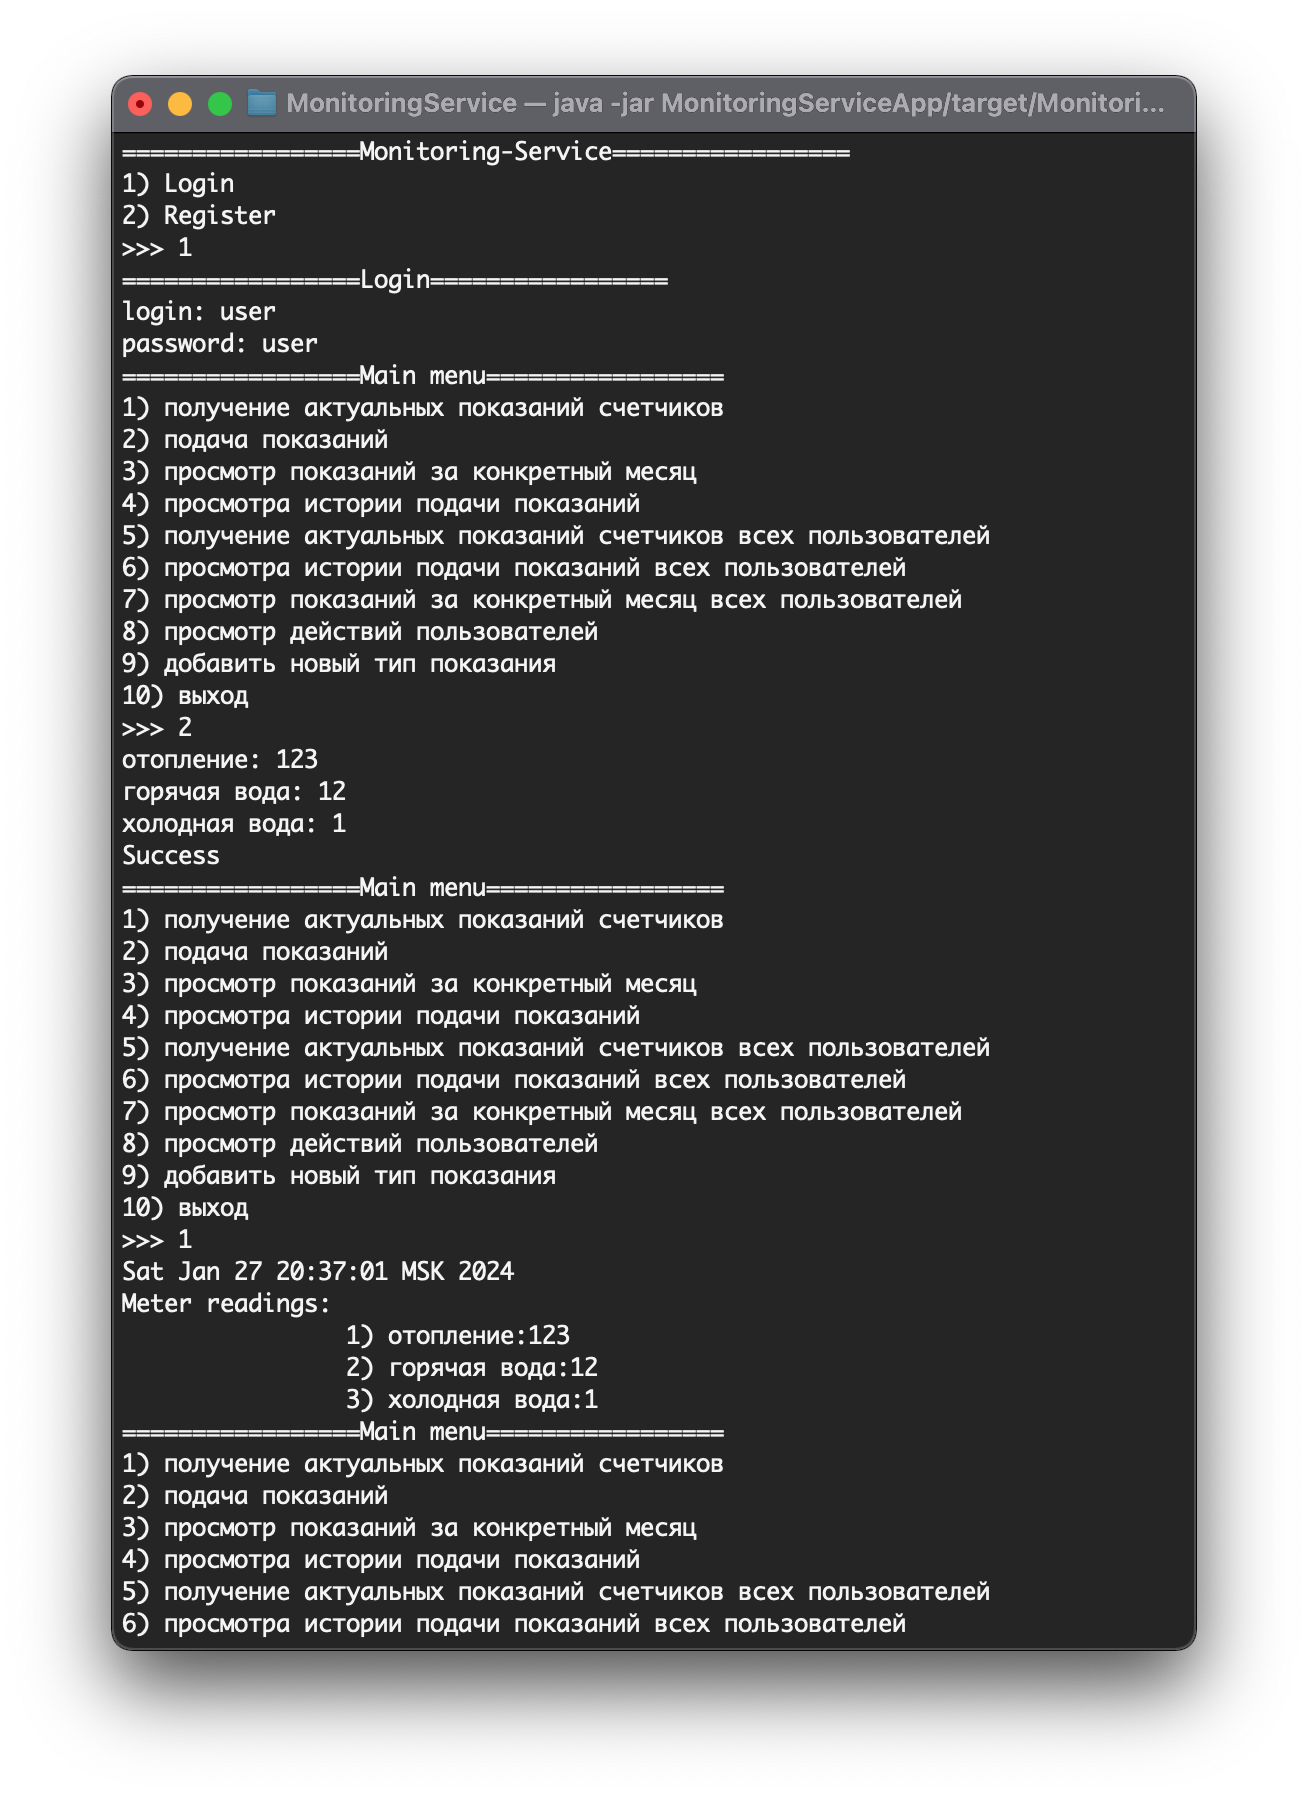 MonitoringService — java -jar MonitoringServiceApp/target/Monitori...
=================Monitoring-Service=================
1) Login
2) Register
>>> 1
=================Login=================
login: user
password: user
=================Main menu=================
1) получение актуальных показаний счетчиков
2) подача показаний
3) просмотр показаний за конкретный месяц
4) просмотра истории подачи показаний
5) получение актуальных показаний счетчиков всех пользователей
6) просмотра истории подачи показаний всех пользователей
7) просмотр показаний за конкретный месяц всех пользователей
8) просмотр действий пользователей
9) добавить новый тип показания
10) выход
>>> 2
отопление: 123
горячая вода: 12
холодная вода: 1
Success
=================Main menu=================
1) получение актуальных показаний счетчиков
2) подача показаний
3) просмотр показаний за конкретный месяц
4) просмотра истории подачи показаний
5) получение актуальных показаний счетчиков всех пользователей
6) просмотра истории подачи показаний всех пользователей
7) просмотр показаний за конкретный месяц всех пользователей
8) просмотр действий пользователей
9) добавить новый тип показания
10) выход
>>> 1
Sat Jan 27 20:37:01 MSK 2024
Meter readings:
1) отопление:123
2) горячая вода:12
3) холодная вода:1
=================Main menu=================
1) получение актуальных показаний счетчиков
2) подача показаний
3) просмотр показаний за конкретный месяц
4) просмотра истории подачи показаний
5) получение актуальных показаний счетчиков всех пользователей
6) просмотра истории подачи показаний всех пользователей